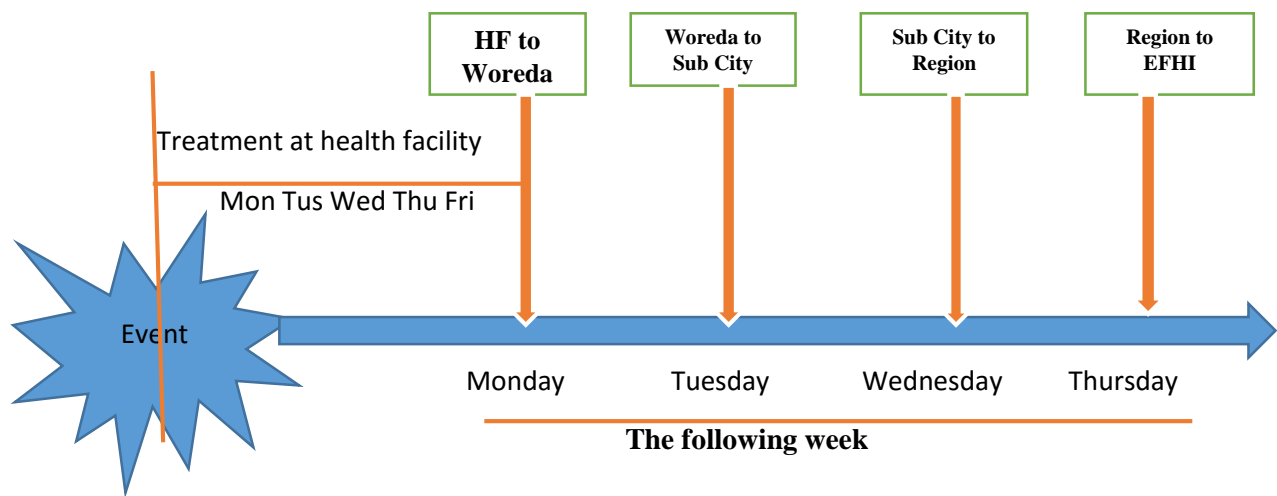 HF to
Woreda
Woreda to
Sub City
Sub City to
Region
Region to
EFHI
Treatment at health facility
Mon Tus Wed Thu Fri
Event
Monday
Tuesday
Wednesday
Thursday
The following week